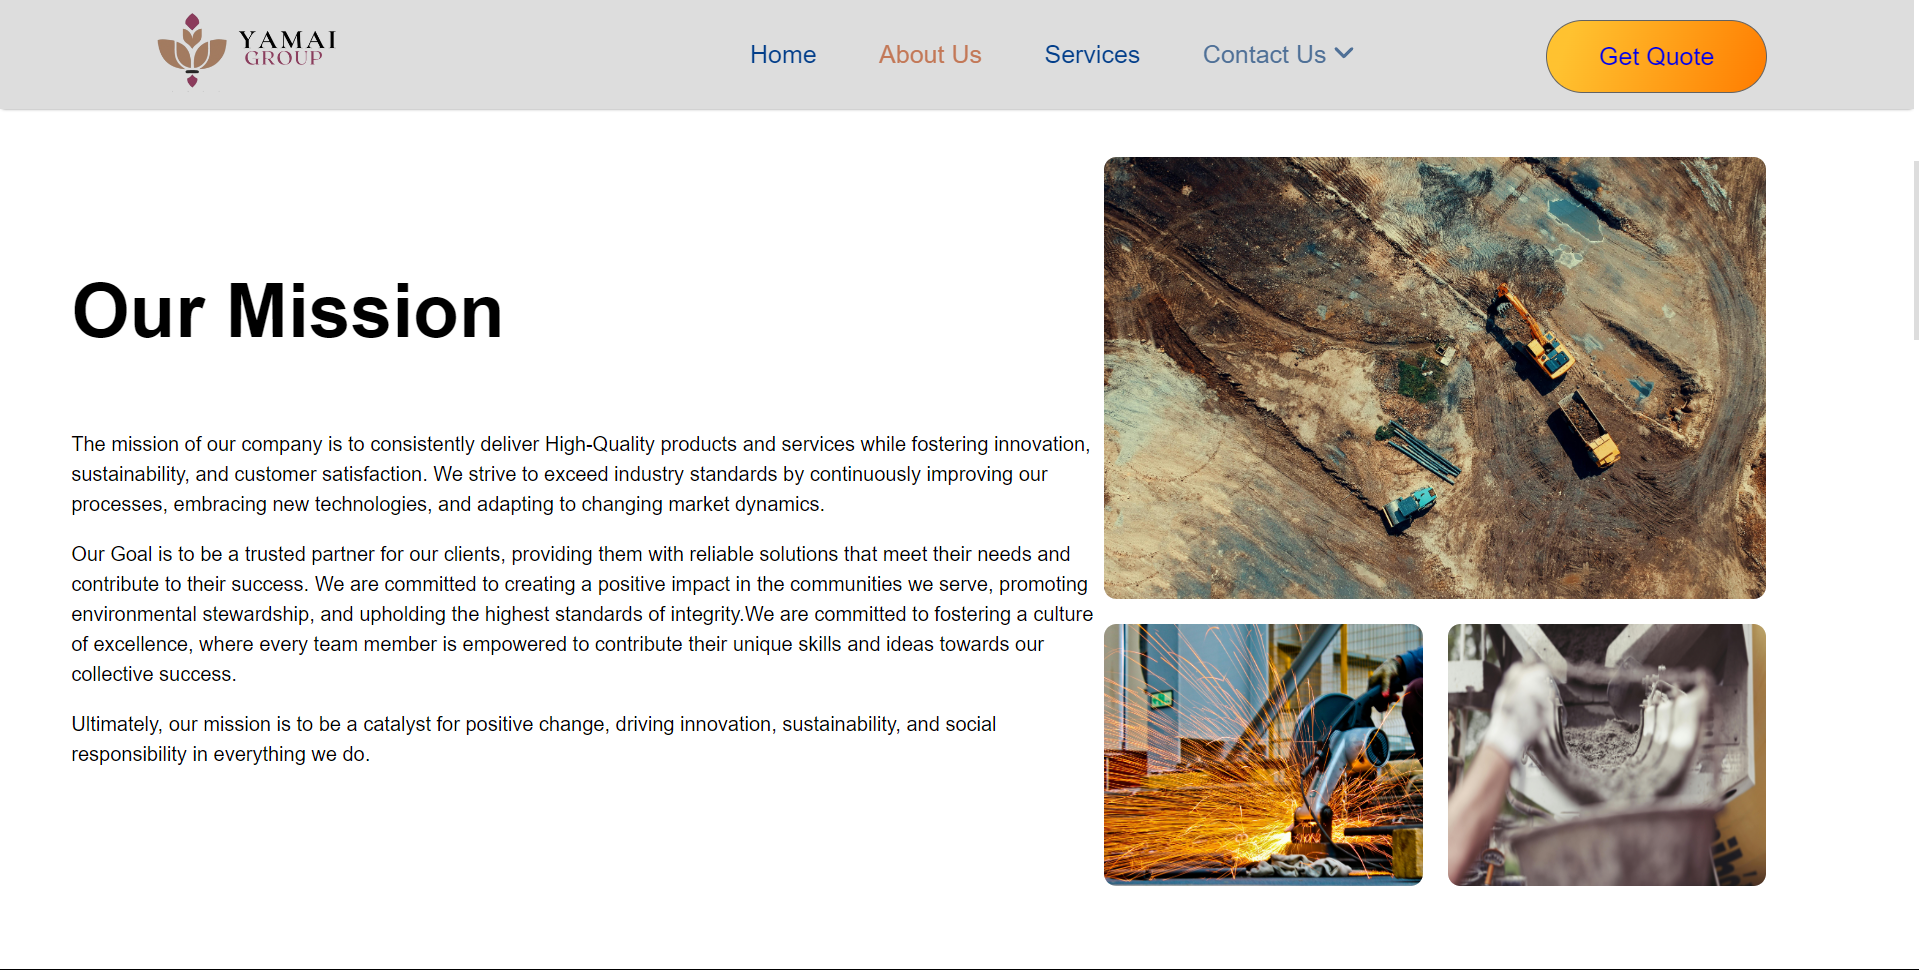 YAMAI
GROUP
Home
About Us
Services
Contact Us
Get Quote
Our Mission
The mission of our company is to consistently deliver High-Quality products and services while fostering innovation,
sustainability, and customer satisfaction. We strive to exceed industry standards by continuously improving our
processes, embracing new technologies, and adapting to changing market dynamics.
Our Goal is to be a trusted partner for our clients, providing them with reliable solutions that meet their needs and
contribute to their success. We are committed to creating a positive impact in the communities we serve, promoting
environmental stewardship, and upholding the highest standards of integrity.We are committed to fostering a culture
of excellence, where every team member is empowered to contribute their unique skills and ideas towards our
collective success.
Ultimately, our mission is to be a catalyst for positive change, driving innovation, sustainability, and social
responsibility in everything we do.